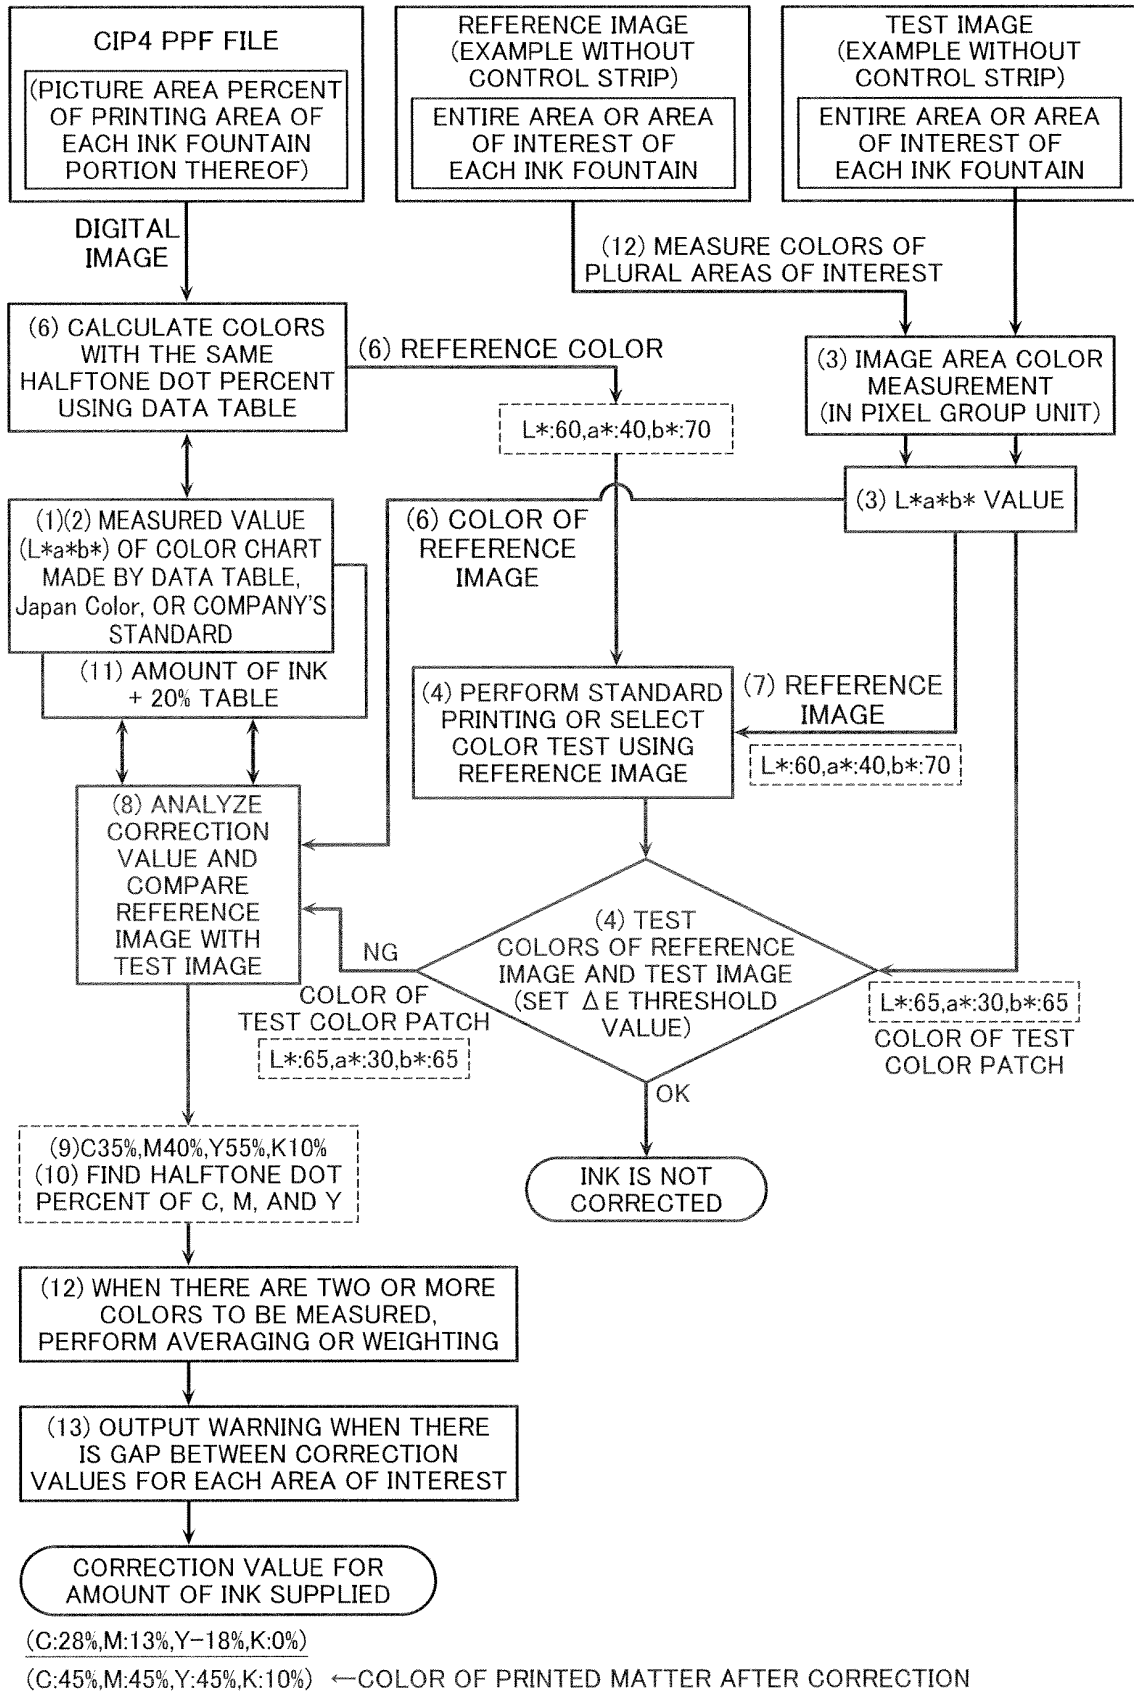 CIP4 PPF FILE
(PICTURE AREA PERCENT
OF PRINTING AREA OF
EACH INK FOUNTAIN
PORTION THEREOF)
REFERENCE IMAGE
(EXAMPLE WITHOUT
CONTROL STRIP)
ENTIRE AREA OR AREA
OF INTEREST OF
EACH INK FOUNTAIN
TEST IMAGE
(EXAMPLE WITHOUT
CONTROL STRIP)
ENTIRE AREA OR AREA
OF INTEREST OF
EACH INK FOUNTAIN
DIGITAL
IMAGE
(12) MEASURE COLORS OF
PLURAL AREAS OF INTEREST
(6) CALCULATE COLORS
WITH THE SAME
HALFTONE DOT PERCENT
USING DATA TABLE
(6) REFERENCE COLOR
L*:60,a*:40,b*:70
(3) IMAGE AREA COLOR
MEASUREMENT
(IN PIXEL GROUP UNIT)
(3) L*a*b* VALUE
(1)(2) MEASURED VALUE
(L*a*b*) OF COLOR CHART
MADE BY DATA TABLE,
Japan Color, OR COMPANY'S
STANDARD
(11) AMOUNT OF INK
+ 20% TABLE
(6) COLOR OF
REFERENCE
IMAGE
(4) PERFORM STANDARD
PRINTING OR SELECT
COLOR TEST USING
REFERENCE IMAGE
(7) REFERENCE
IMAGE
L*:60,a*:40,b*:70
(8) ANALYZE
CORRECTION
VALUE AND
COMPARE
REFERENCE
IMAGE WITH
TEST IMAGE
(4) TEST
COLORS OF REFERENCE
IMAGE AND TEST IMAGE
(SET ΔE THRESHOLD
VALUE)
NG
COLOR OF
TEST COLOR PATCH
L*:65,a*:30,b*:65
L*:65,a*:30,b*:65
COLOR OF TEST
COLOR PATCH
OK
INK IS NOT
CORRECTED
(9)C35%,M40%,Y55%,K10%
(10) FIND HALFTONE DOT
PERCENT OF C, M, AND Y
(12) WHEN THERE ARE TWO OR MORE
COLORS TO BE MEASURED,
PERFORM AVERAGING OR WEIGHTING
(13) OUTPUT WARNING WHEN THERE
IS GAP BETWEEN CORRECTION
VALUES FOR EACH AREA OF INTEREST
CORRECTION VALUE FOR
AMOUNT OF INK SUPPLIED
(C:28%,M:13%,Y-18%,K:0%)
(C:45%,M:45%,Y:45%,K:10%) ←COLOR OF PRINTED MATTER AFTER CORRECTION